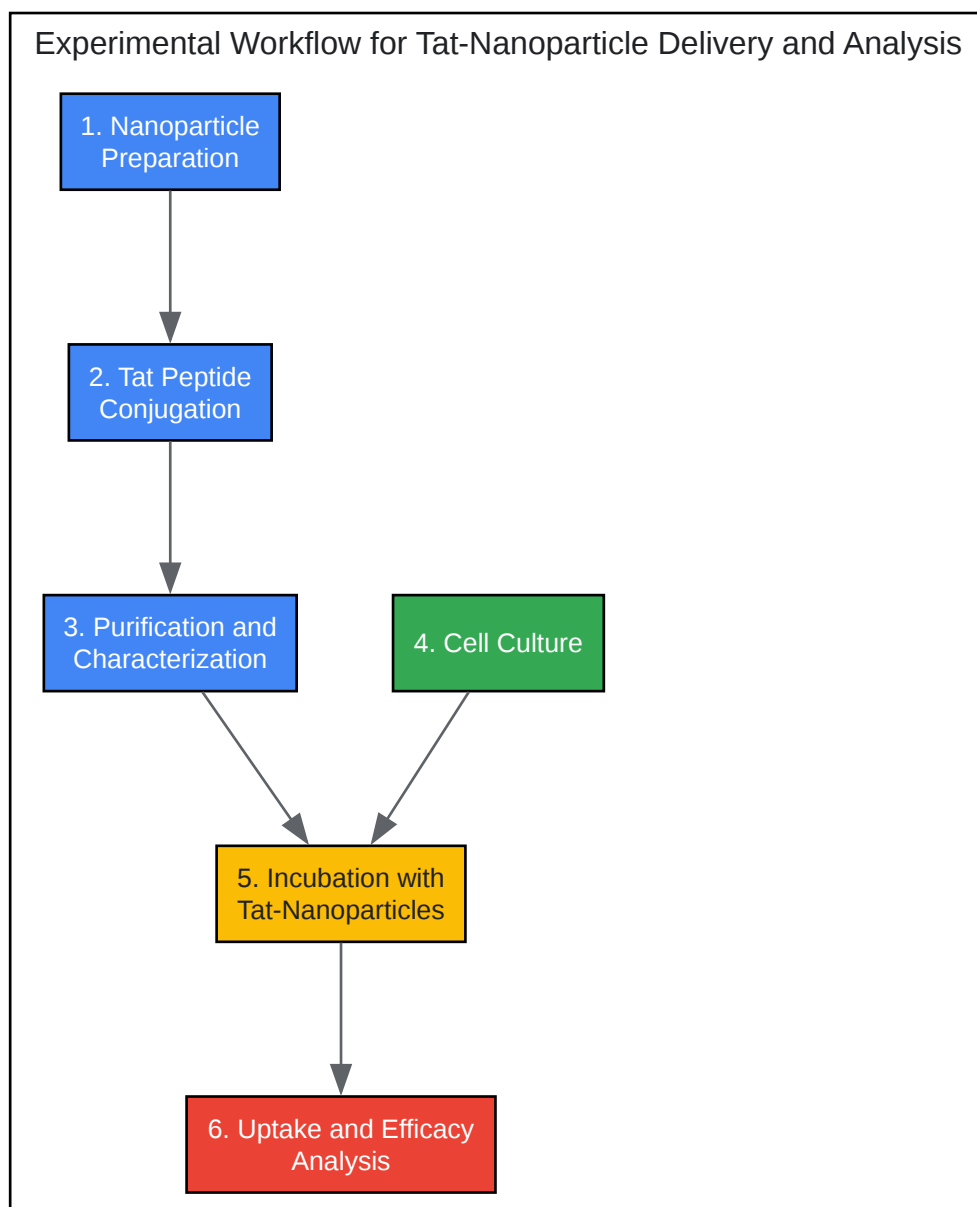 Experimental Workflow for Tat-Nanoparticle Delivery and Analysis
1. Nanoparticle
Preparation
2. Tat Peptide
Conjugation
3. Purification and
Characterization
4. Cell Culture
5. Incubation with
Tat-Nanoparticles
6. Uptake and Efficacy
Analysis